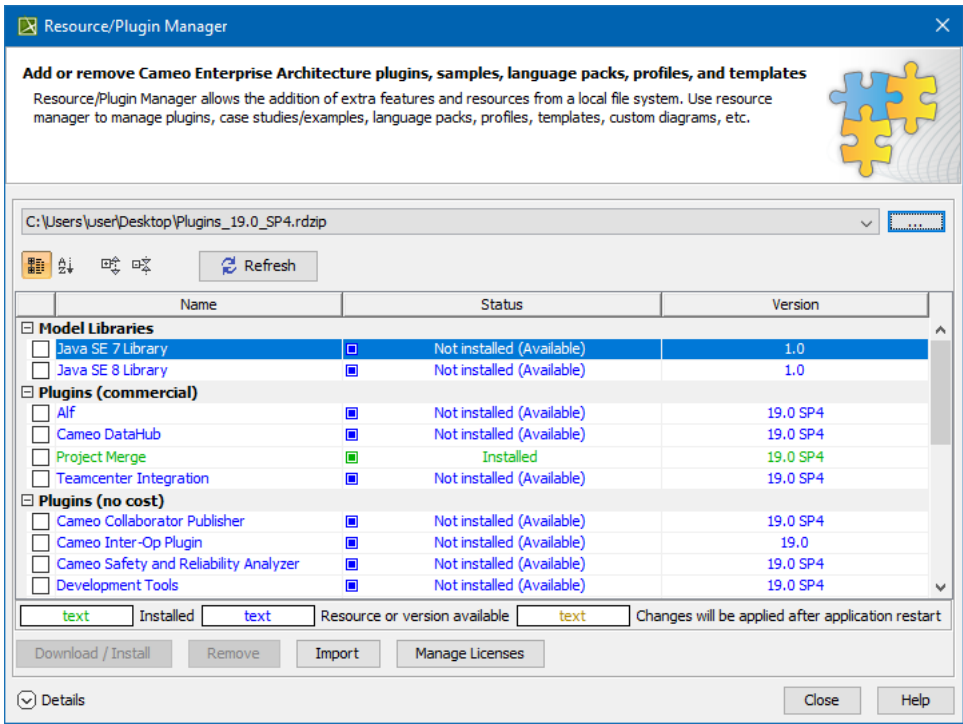 Resource/Plugin Manager
Add or remove Cameo Enterprise Architecture plugins, samples, language packs, profiles, and templates
Resource/Plugin Manager allows the addition of extra features and resources from a local file system. Use resource
manager to manage plugins, case studies/examples, language packs, profiles, templates, custom diagrams, etc.
C:\Users\user\Desktop\Plugins_19.0_SP4.rdzip ...
Refresh
Name Status Version
Model Libraries
Java SE 7 Library Not installed (Available) 1.0
Java SE 8 Library Not installed (Available) 1.0
Plugins (commercial)
Alf Not installed (Available) 19.0 SP4
Cameo DataHub Not installed (Available) 19.0 SP4
Project Merge Installed 19.0 SP4
Teamcenter Integration Not installed (Available) 19.0 SP4
Plugins (no cost)
Cameo Collaborator Publisher Not installed (Available) 19.0 SP4
Cameo Inter-Op Plugin Not installed (Available) 19.0
Cameo Safety and Reliability Analyzer Not installed (Available) 19.0 SP4
Development Tools Not installed (Available) 19.0 SP4
text Installed text Resource or version available text Changes will be applied after application restart
Download / Install Remove Import Manage Licenses
Details Close Help